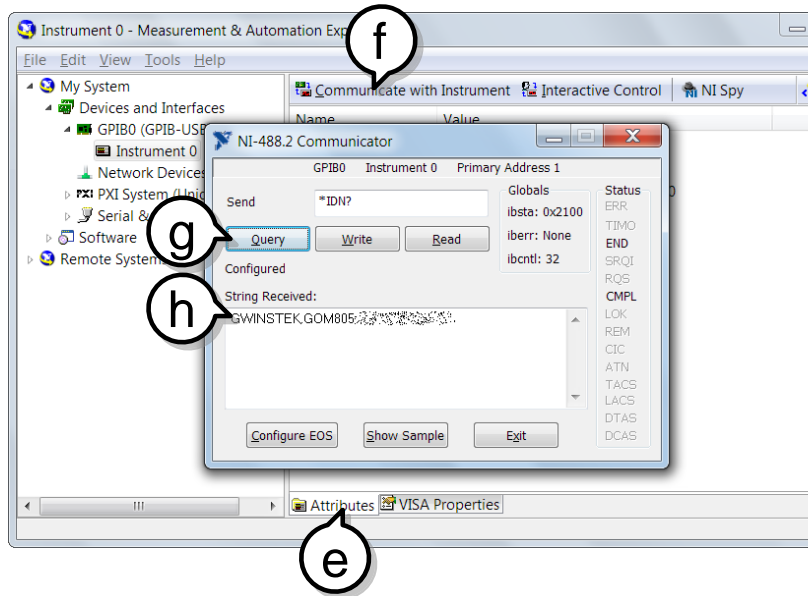 Instrument 0 - Measurement & Automation Exp
f
File Edit View Tools Help
My System
Devices and Interfaces
GPIB0 (GPIB-USB
Instrument 0
Network Devices
PXI PXI System
Serial &
Software
Remote Systems
Communicate with Instrument Interactive Control NI Spy
Name Value
NI-488.2 Communicator
GPIB0 Instrument 0 Primary Address 1
Send *IDN?
Query Write Read
Configured
String Received:
GWINSTEK,GOM805
Globals
ibsta: 0x2100
iberr: None
ibcntl: 32
Status
ERR
TIMO
END
SRQI
RQS
CMPL
LOK
REM
CIC
ATN
TACS
LACS
DTAS
DCAS
Configure EOS Show Sample Exit
g
h
Attributes VISA Properties
e